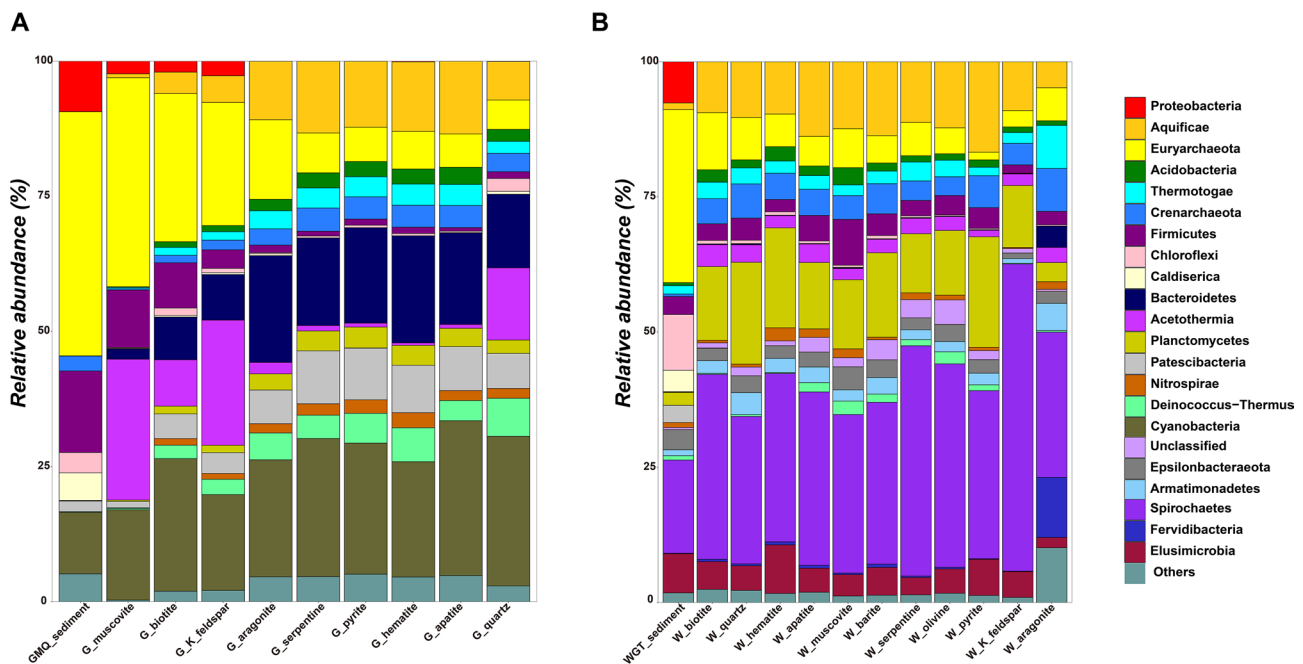 A
B
Relative abundance (%)
100
75
50
25
0
GMQ_sediment
G_muscovite
G_biotite
G_K_feldspar
G_aragonite
G_serpentine
G_pyrite
G_hematite
G_apatite
G_quartz
Relative abundance (%)
100
75
50
25
0
WGT_sediment
W_biotite
W_quartz
W_hematite
W_apatite
W_muscovite
W_barite
W_serpentine
W_olivine
W_pyrite
W_K_feldspar
W_aragonite
Proteobacteria
Aquificae
Euryarchaeota
Acidobacteria
Thermotogae
Crenarchaeota
Firmicutes
Chloroflexi
Caldiserica
Bacteroidetes
Acetothermia
Planctomycetes
Patescibacteria
Nitrospirae
Deinococcus−Thermus
Cyanobacteria
Unclassified
Epsilonbacteraeota
Armatimonadetes
Spirochaetes
Fervidibacteria
Elusimicrobia
Others